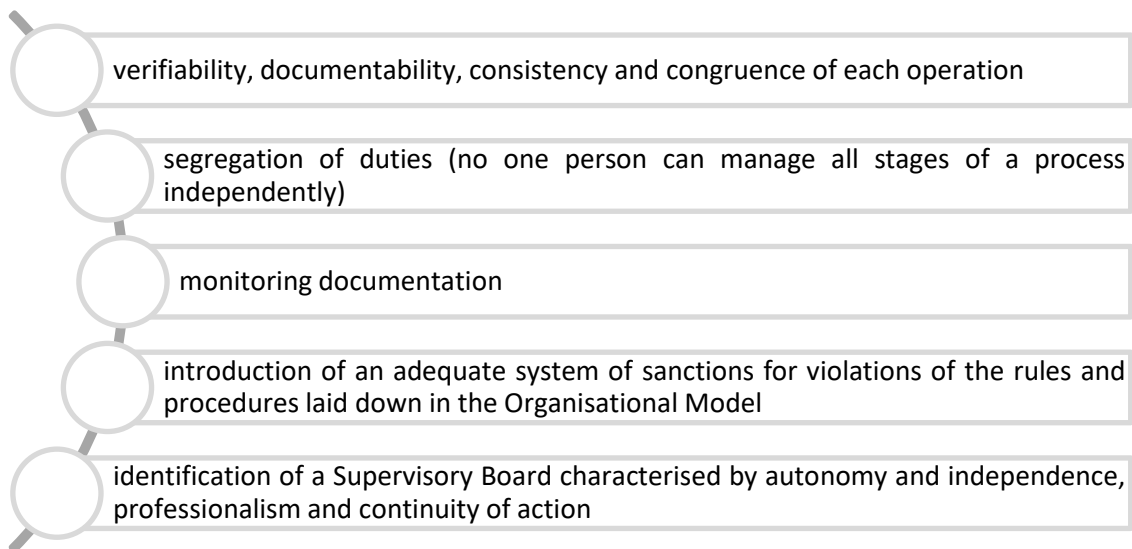 verifiability, documentability, consistency and congruence of each operation
segregation of duties (no one person can manage all stages of a process
independently)
monitoring documentation
introduction of an adequate system of sanctions for violations of the rules and
procedures laid down in the Organisational Model
identification of a Supervisory Board characterised by autonomy and independence,
professionalism and continuity of action